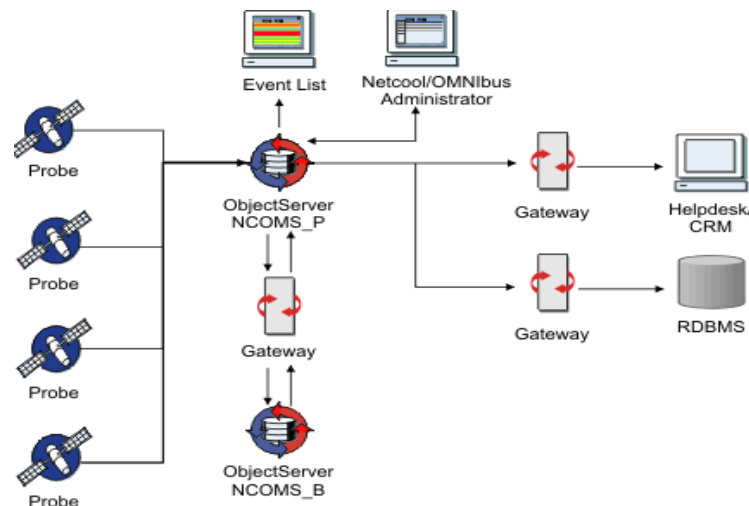 Event List
Netcool/OMNIbus
Administrator
Probe
ObjectServer
NCOMS_P
Gateway
Helpdesk/
CRM
Probe
Gateway
RDBMS
Gateway
Probe
ObjectServer
NCOMS_B
Probe